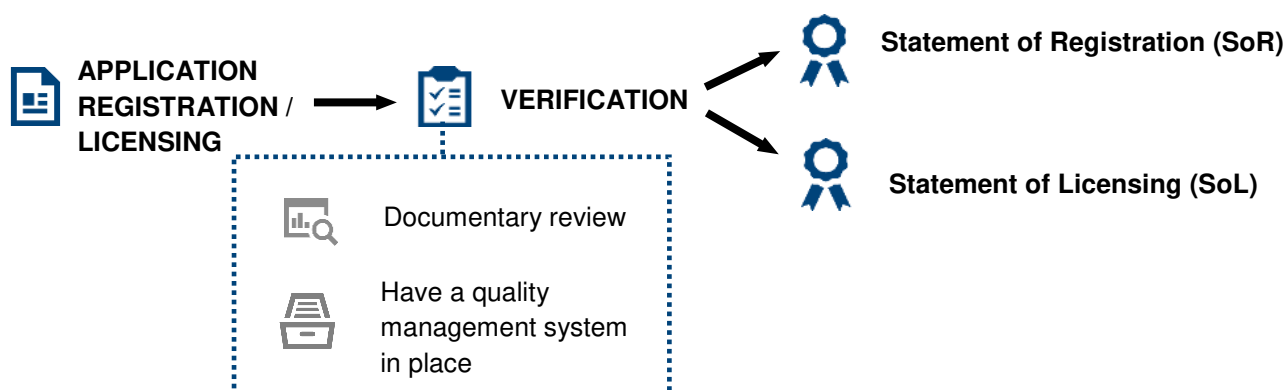 APPLICATION
REGISTRATION /
LICENSING
VERIFICATION
Statement of Registration (SoR)
Statement of Licensing (SoL)
Documentary review
Have a quality
management system
in place